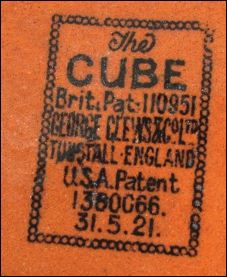 The
CUBE
Brit. Pat. 110951
GEORGE CLEWS & CO LTD
TUNSTALL · ENGLAND
U.S.A. Patent
1380066.
31.5.21.